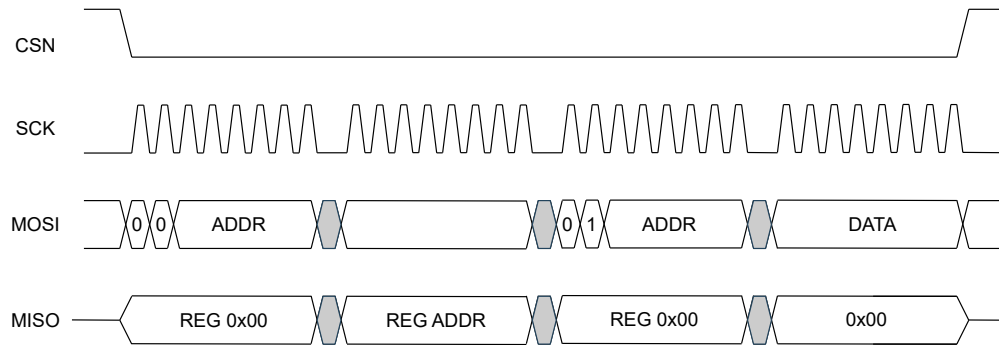 CSN
SCK
MOSI 0 0 ADDR 0 1 ADDR DATA
MISO REG 0x00 REG ADDR REG 0x00 0x00